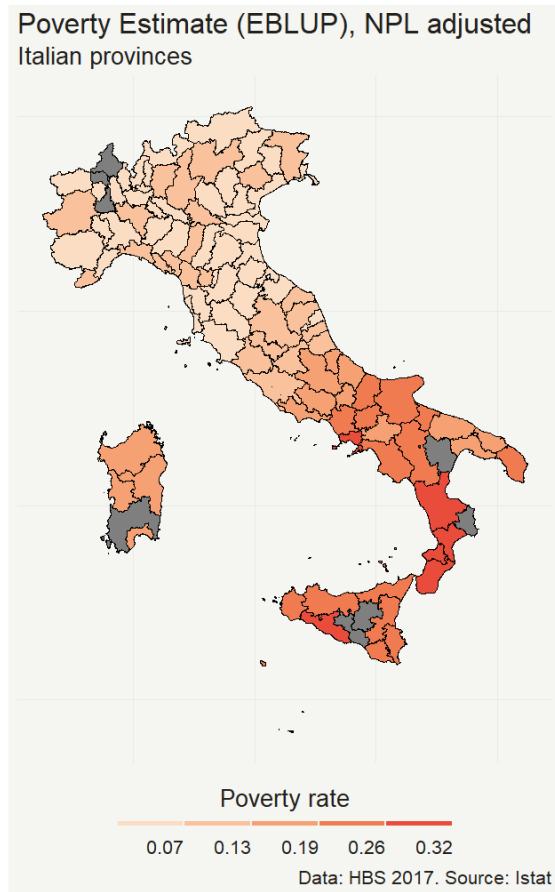 Poverty Estimate (EBLUP), NPL adjusted
Italian provinces
Poverty rate
0.07 0.13 0.19 0.26 0.32
Data: HBS 2017. Source: Istat